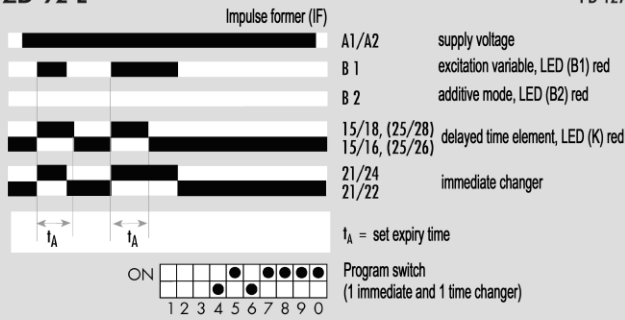 Impulse former (IF)
A1/A2 supply voltage
B 1 excitation variable, LED (B1) red
B 2 additive mode, LED (B2) red
15/18, (25/28)
15/16, (25/26) delayed time element, LED (K) red
21/24
21/22 immediate changer
tA tA tA = set expiry time
ON Program switch
(1 immediate and 1 time changer)
1 2 3 4 5 6 7 8 9 0